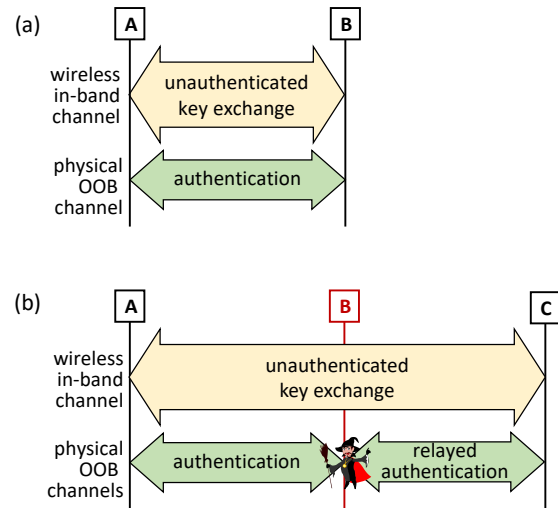 (a)
A
B
wireless
in-band
channel
unauthenticated
key exchange
physical
OOB
channel
authentication
(b)
A
B
C
wireless
in-band
channel
unauthenticated
key exchange
physical
OOB
channels
authentication
relayed
authentication